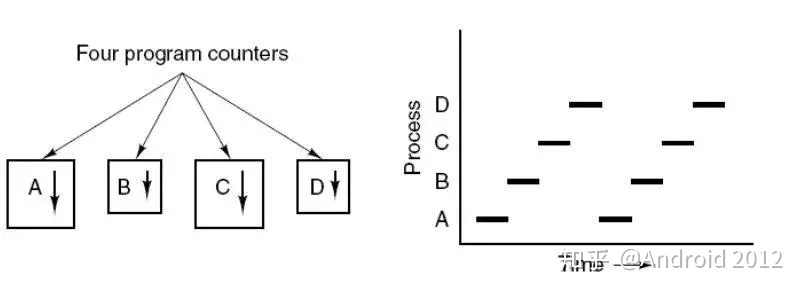 Four program counters
A
B
C
D
Process
D
C
B
A
Time
知乎 @Android 2012